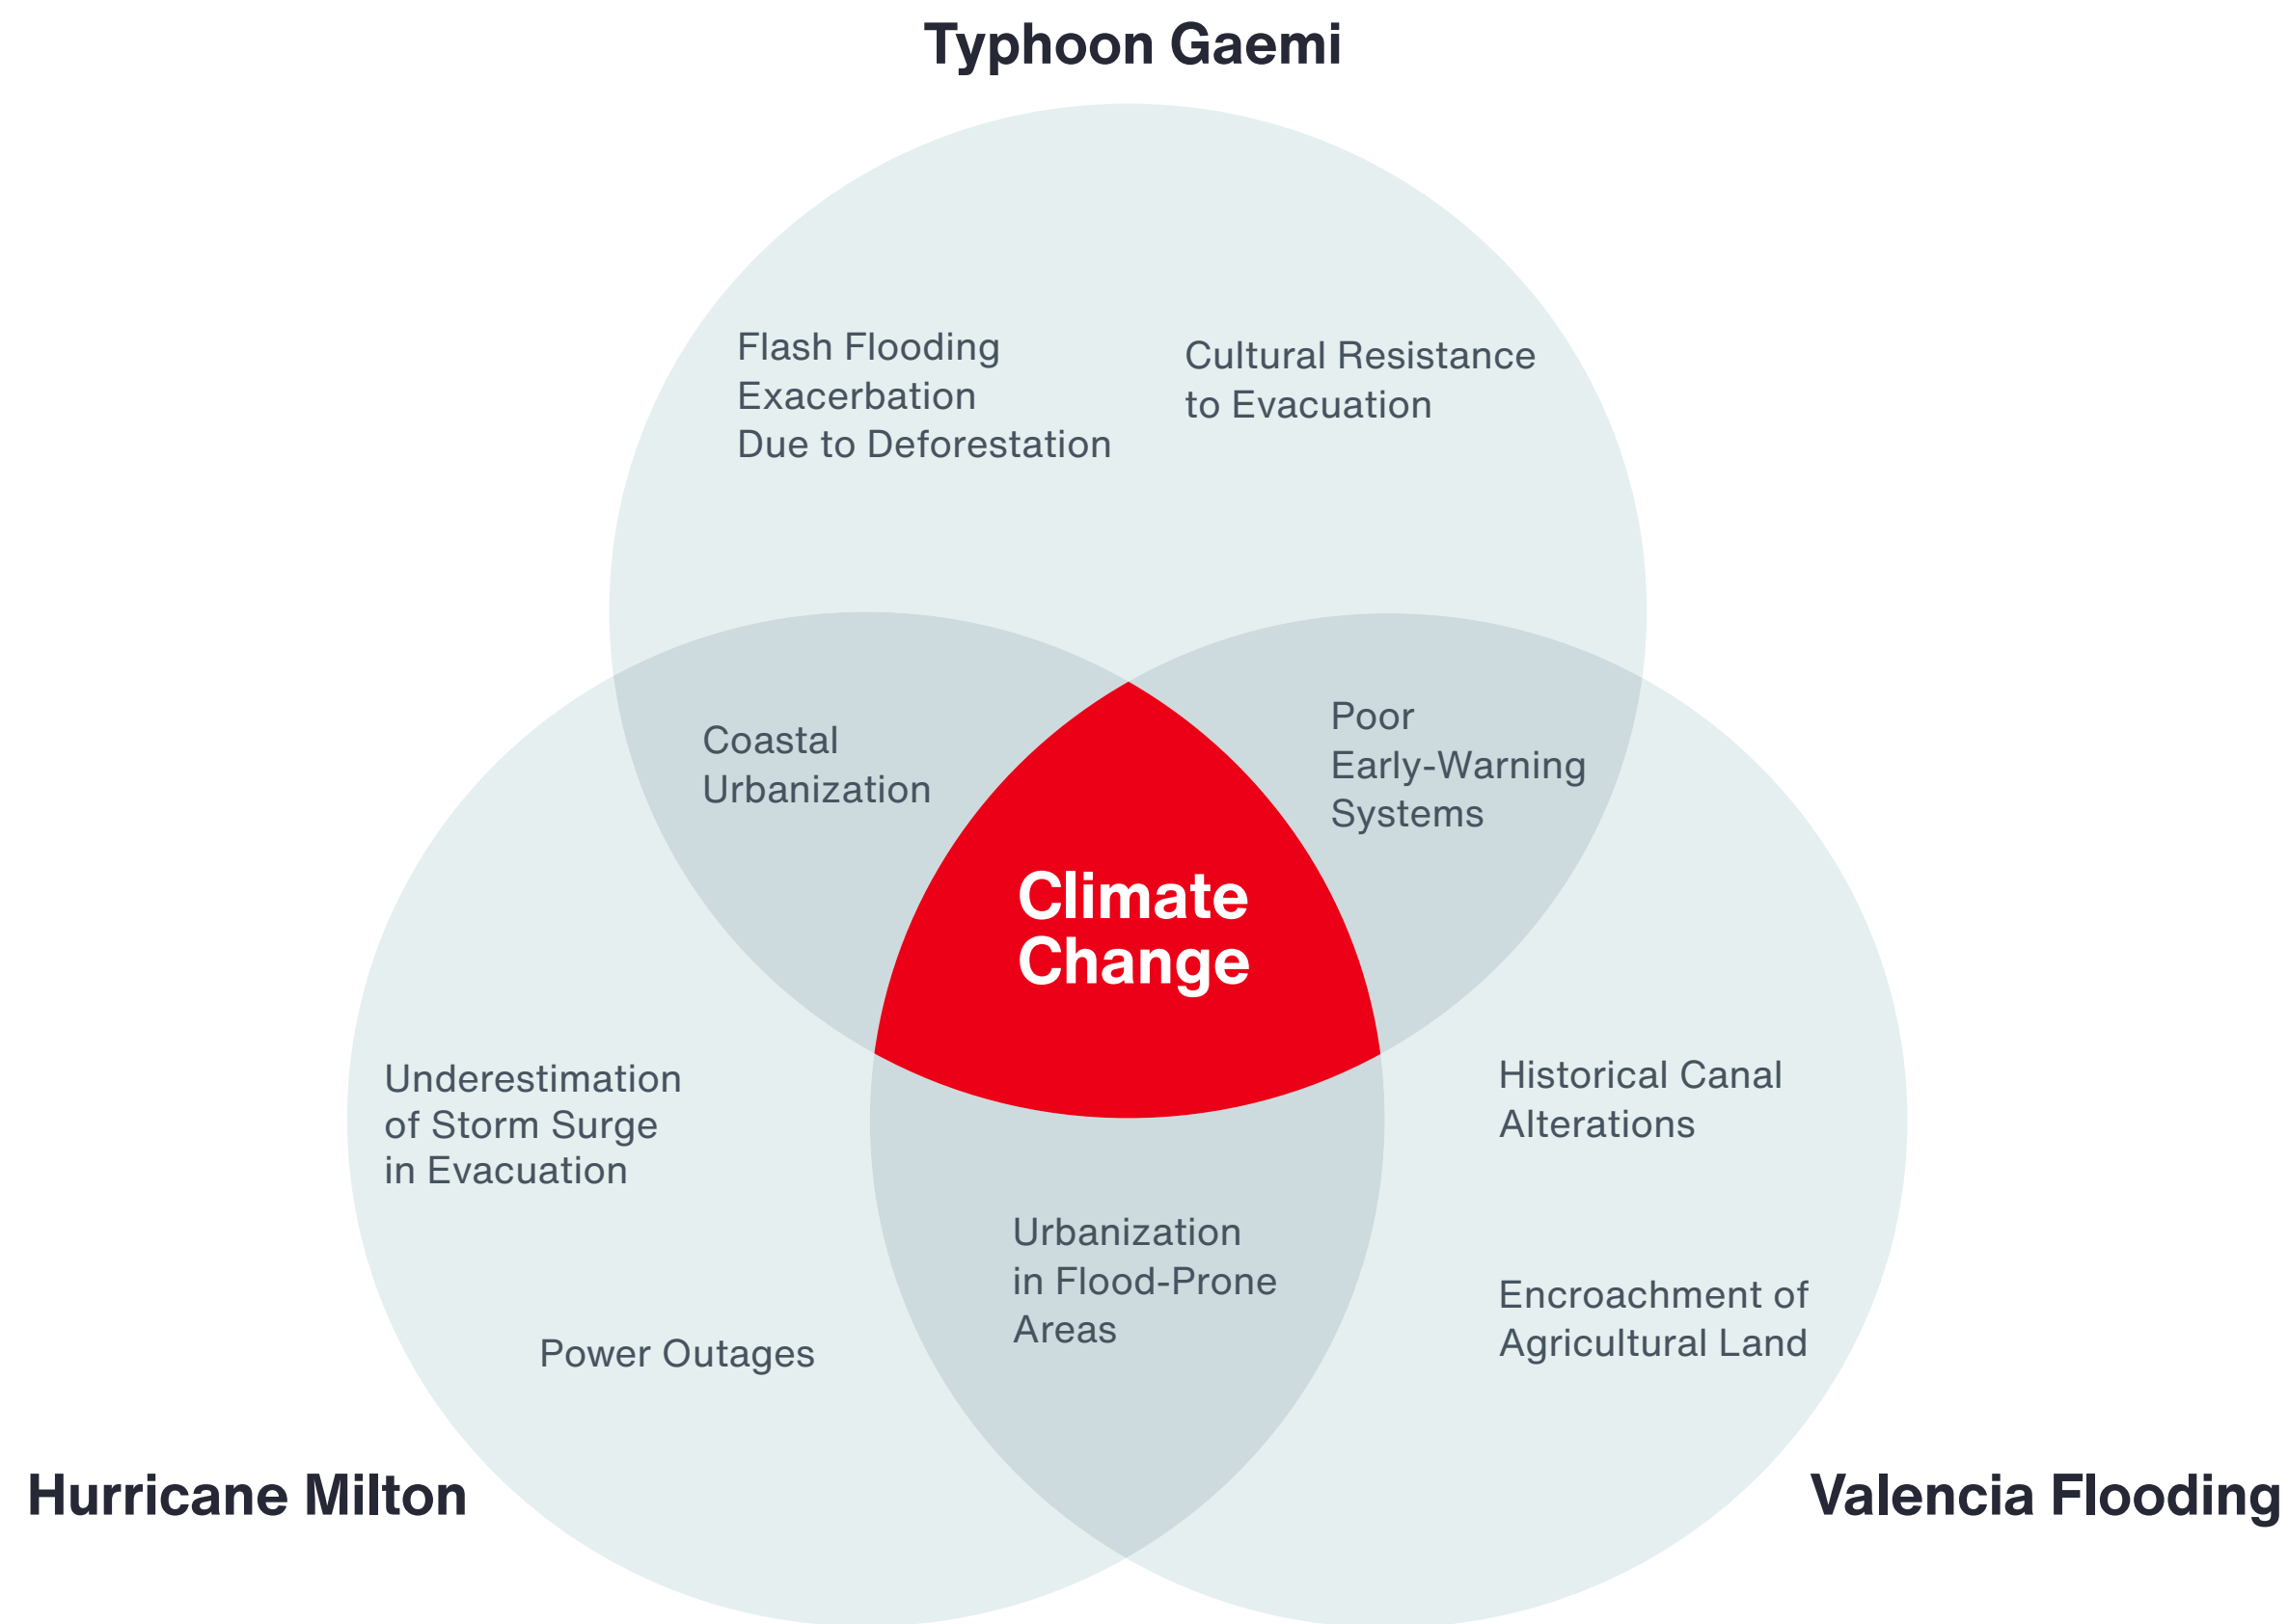 Typhoon Gaemi
Flash Flooding
Exacerbation
Due to Deforestation
Cultural Resistance
to Evacuation
Coastal
Urbanization
Poor
Early-Warning
Systems
Climate
Change
Underestimation
of Storm Surge
in Evacuation
Historical Canal
Alterations
Urbanization
in Flood-Prone
Areas
Encroachment of
Agricultural Land
Power Outages
Hurricane Milton
Valencia Flooding